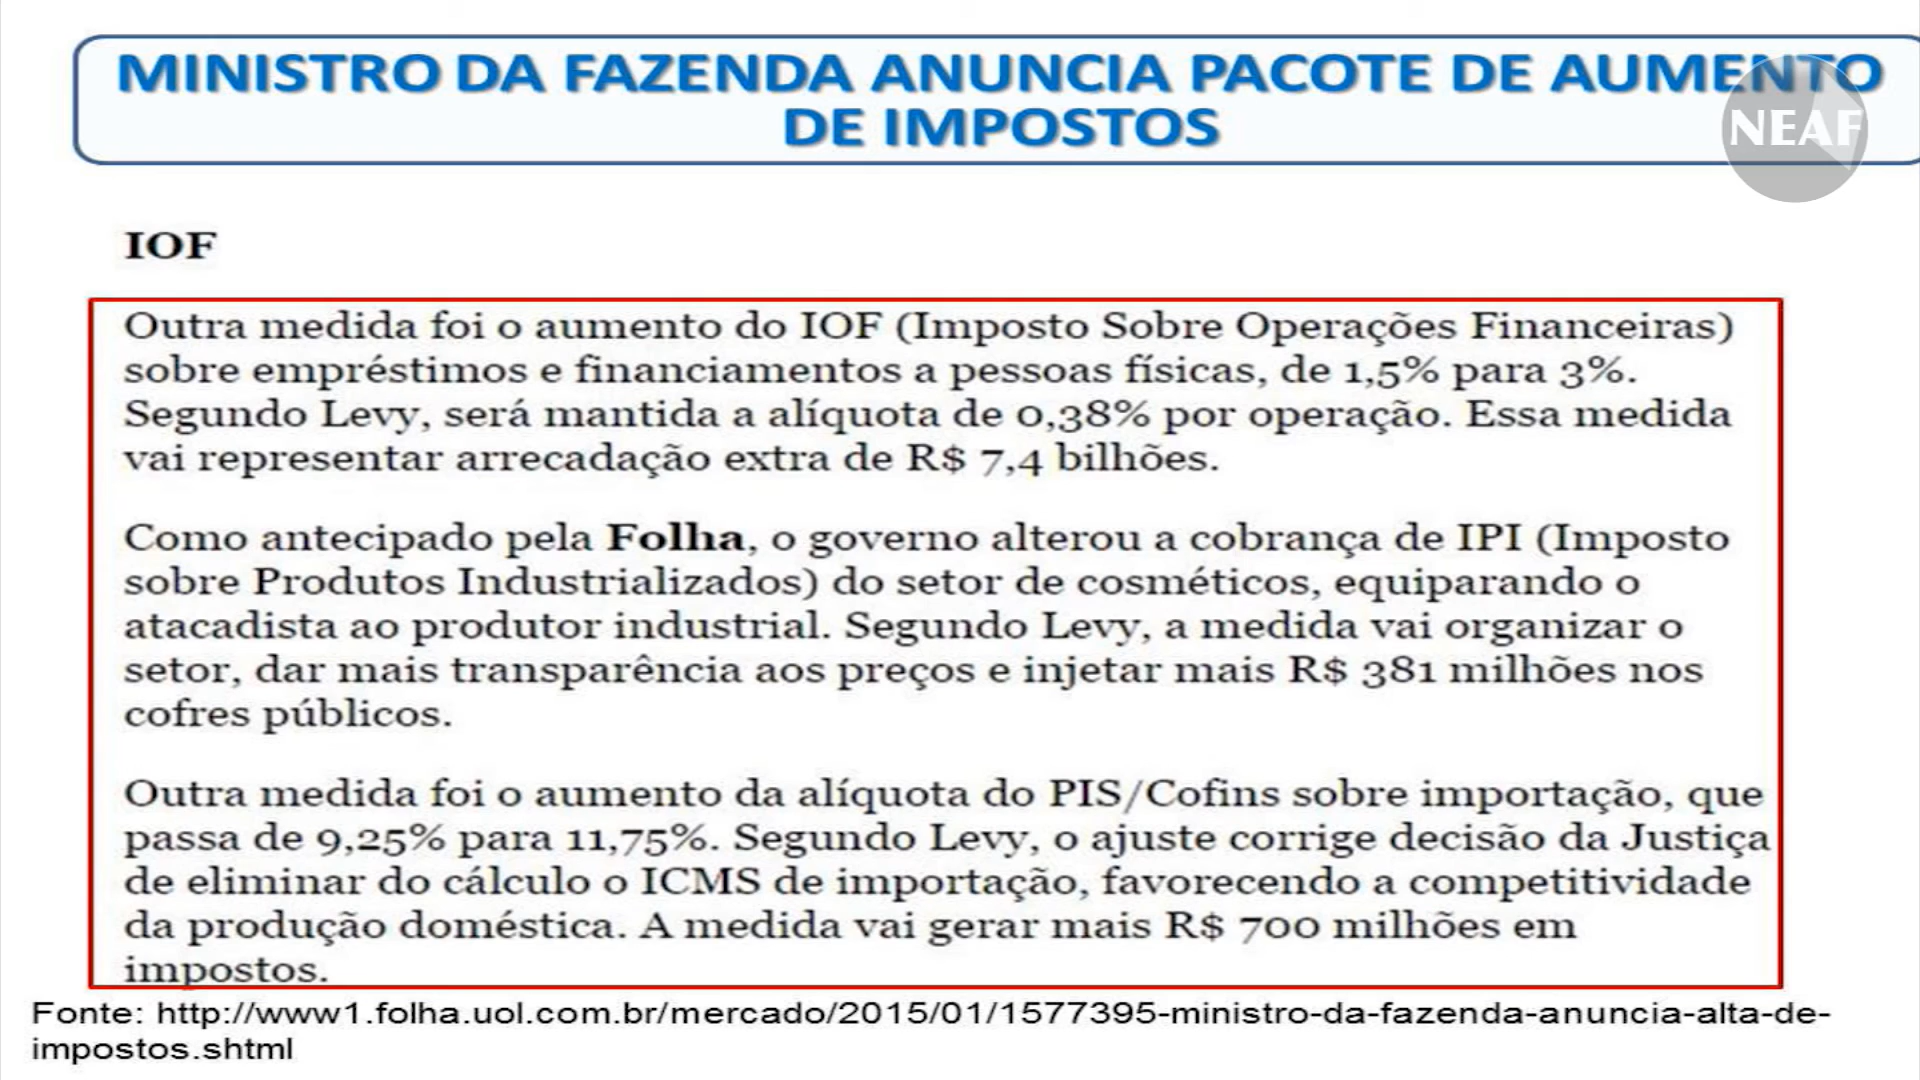 MINISTRO DA FAZENDA ANUNCIA PACOTE DE AUMENTO
DE IMPOSTOS
NEAF
IOF
Outra medida foi o aumento do IOF (Imposto Sobre Operações Financeiras)
sobre empréstimos e financiamentos a pessoas físicas, de 1,5% para 3%.
Segundo Levy, será mantida a alíquota de 0,38% por operação. Essa medida
vai representar arrecadação extra de R$ 7,4 bilhões.
Como antecipado pela Folha, o governo alterou a cobrança de IPI (Imposto
sobre Produtos Industrializados) do setor de cosméticos, equiparando o
atacadista ao produtor industrial. Segundo Levy, a medida vai organizar o
setor, dar mais transparência aos preços e injetar mais R$ 381 milhões nos
cofres públicos.
Outra medida foi o aumento da alíquota do PIS/Cofins sobre importação, que
passa de 9,25% para 11,75%. Segundo Levy, o ajuste corrige decisão da Justiça
de eliminar do cálculo o ICMS de importação, favorecendo a competitividade
da produção doméstica. A medida vai gerar mais R$ 700 milhões em
impostos.
Fonte: http://www1.folha.uol.com.br/mercado/2015/01/1577395-ministro-da-fazenda-anuncia-alta-de-
impostos.shtml